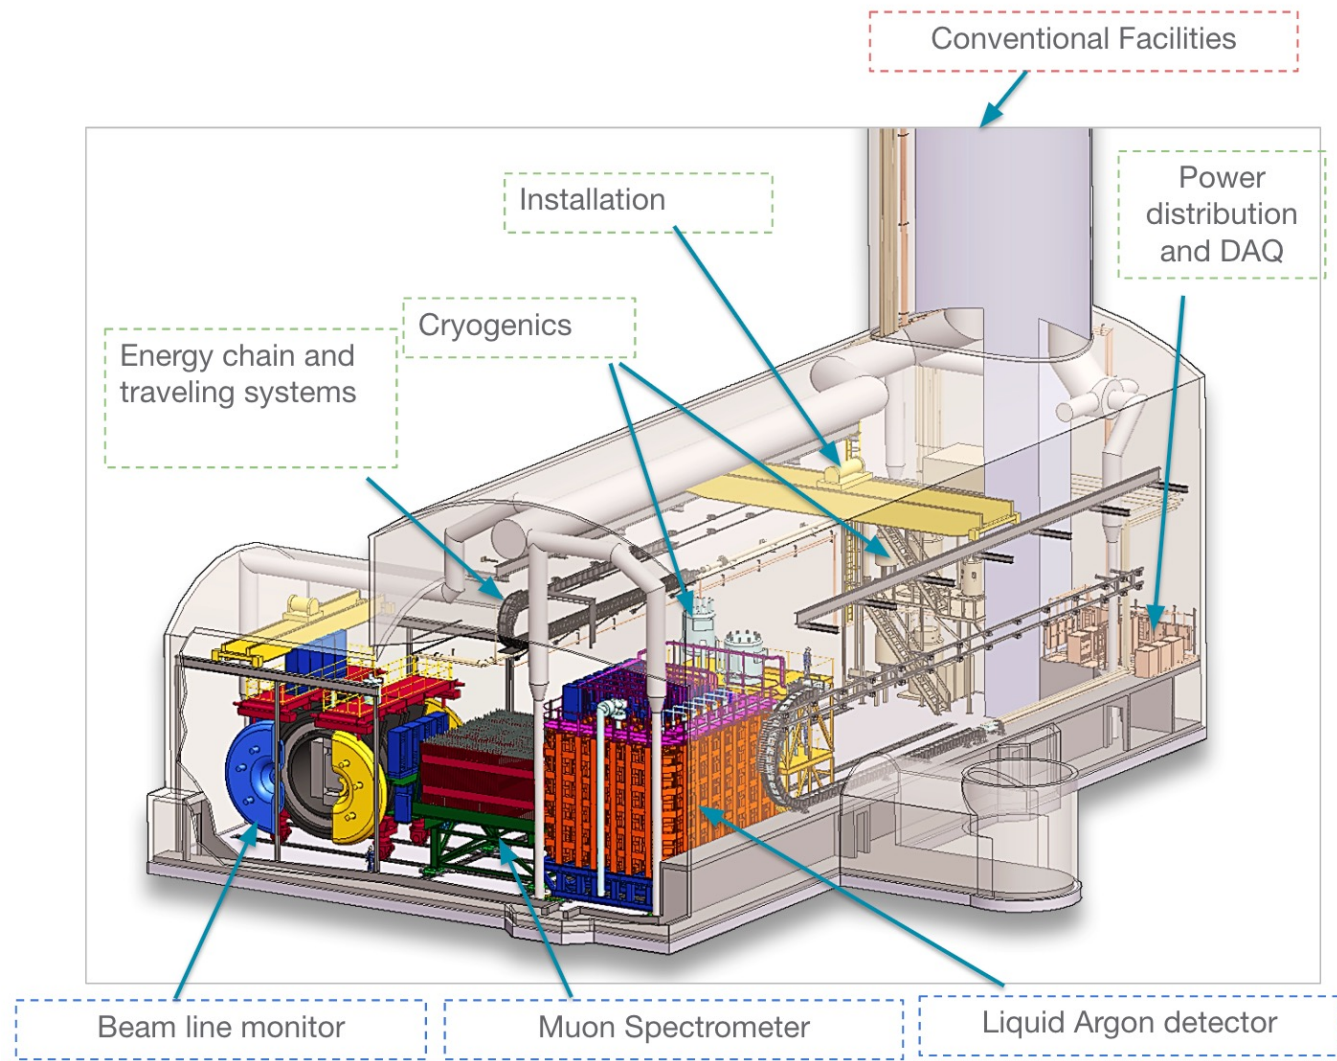 Conventional Facilities
Installation
Power
distribution
and DAQ
Cryogenics
Energy chain and
traveling systems
Beam line monitor
Muon Spectrometer
Liquid Argon detector